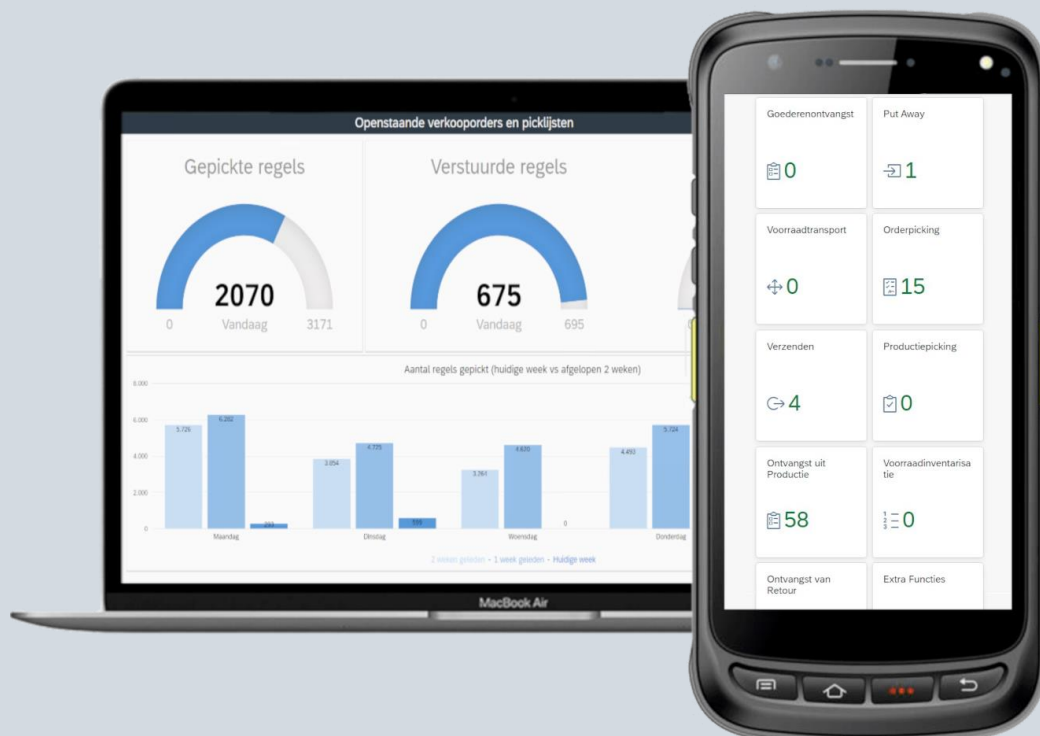 Openstaande verkooporders en picklijsten
Gepickte regels
2070
0 Vandaag 3171
Verstuurde regels
675
0 Vandaag 695
Aantal regels gepickt (huidige week vs afgelopen 2 weken)
8.000
6.000
4.000
2.000
0
5.726
6.282
4.725
4.620
0
4.493
5.724
Maandag
Dinsdag
Woensdag
Donderdag
2 weken geleden - 1 week geleden - Huidige week
MacBook Air
Goederenontvangst
0
Put Away
1
Voorraadtransport
0
Orderpicking
15
Verzenden
4
Productiepicking
0
Ontvangst uit
Productie
58
Voorraadinventarisa
tie
1
2
3
0
Ontvangst van
Retour
Extra Functies